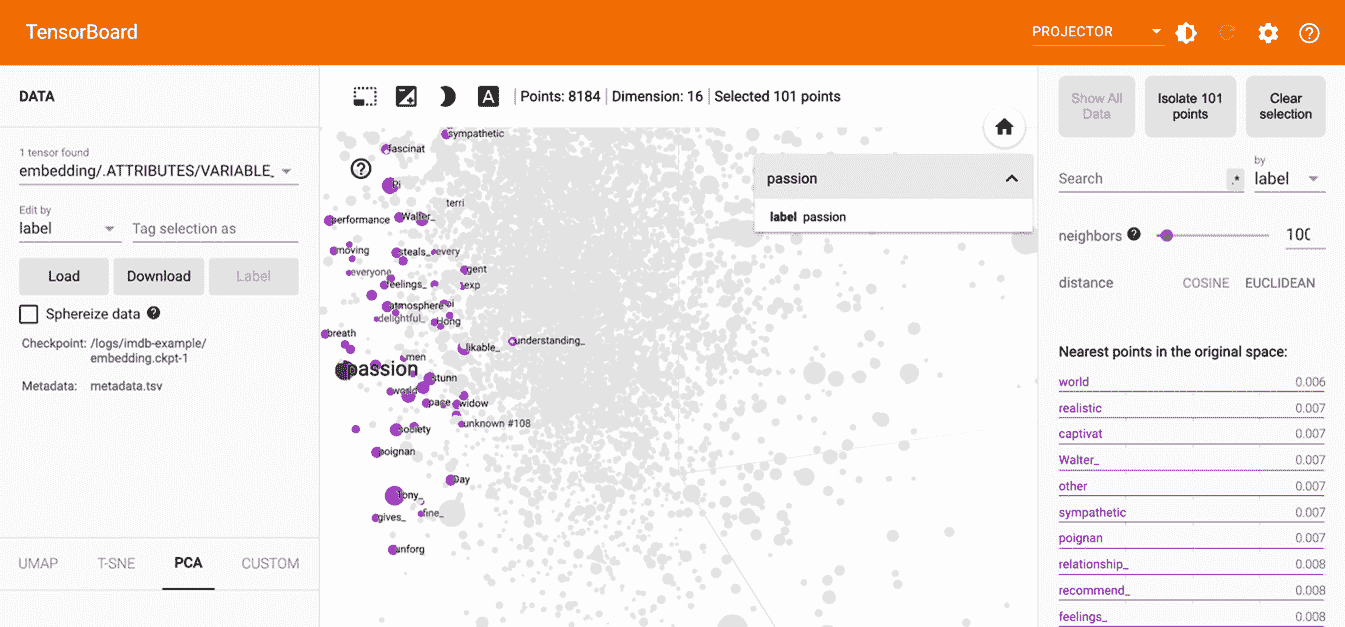 TensorBoard
PROJECTOR
DATA
1 tensor found
embedding/.ATTRIBUTES/VARIABLE_
Edit by
label
Tag selection as
Load
Download
Label
Sphereize data
Checkpoint: /logs/imdb-example/
embedding.ckpt-1
Metadata: metadata.tsv
UMAP
T-SNE
PCA
CUSTOM
A
Points: 8184
Dimension: 16
Selected 101 points
sympathetic
fascinat
Pi
terri
performance
Walter_
moving
steals_
every
everyone
gent
feelings_
exp
atmosphere
oi
delightful_
Hong
breath
likable_
understanding_
men
passion
stunn
world
pace
widow
unknown #108
society
poignan
Day
Tony_
gives_
fine_
unforg
passion
label passion
Show All
Data
Isolate 101
points
Clear
selection
Search
.*
by
label
neighbors
100
distance
COSINE
EUCLIDEAN
Nearest points in the original space:
world 0.006
realistic 0.007
captivat 0.007
Walter_ 0.007
other 0.007
sympathetic 0.007
poignan 0.007
relationship_ 0.008
recommend_ 0.008
feelings_ 0.008